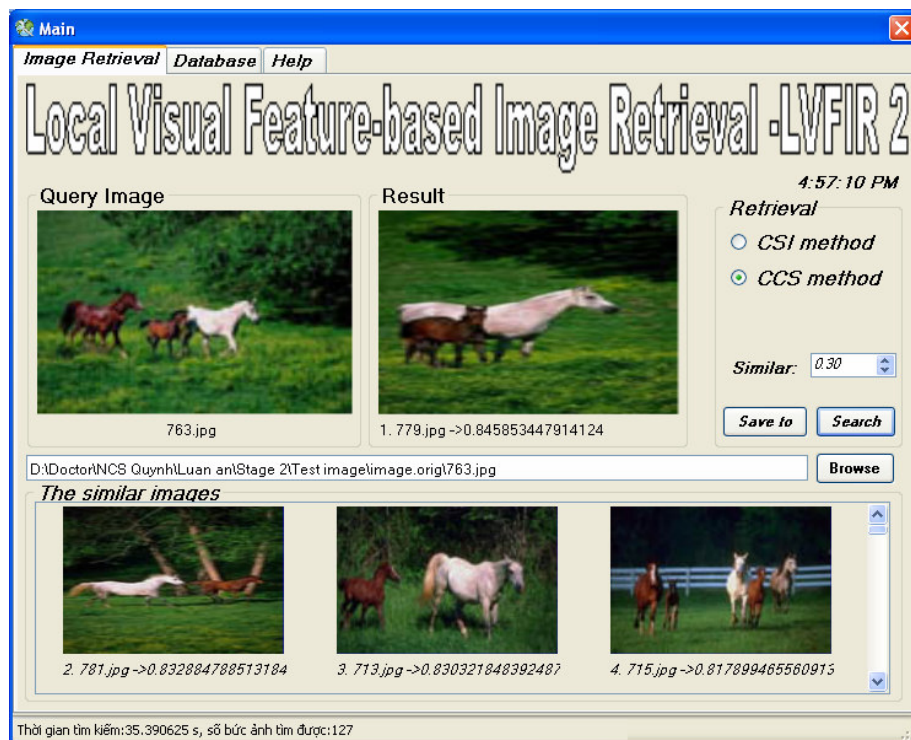 Main
Image Retrieval Database Help
Local Visual Feature-based Image Retrieval -LVFIR 2
4:57:10 PM
Query Image
763.jpg
Result
1. 779.jpg ->0.845853447914124
Retrieval
CSI method
CCS method
Similar: 0.30
Save to Search
D:\Doctor\NCS Quynh\Luan an\Stage 2\Test image\image.orig\763.jpg Browse
The similar images
2. 781.jpg ->0.832884788513184 3. 713.jpg ->0.830321848392487 4. 715.jpg ->0.817899465560913
Thời gian tìm kiếm:35.390625 s, số bức ảnh tìm được:127